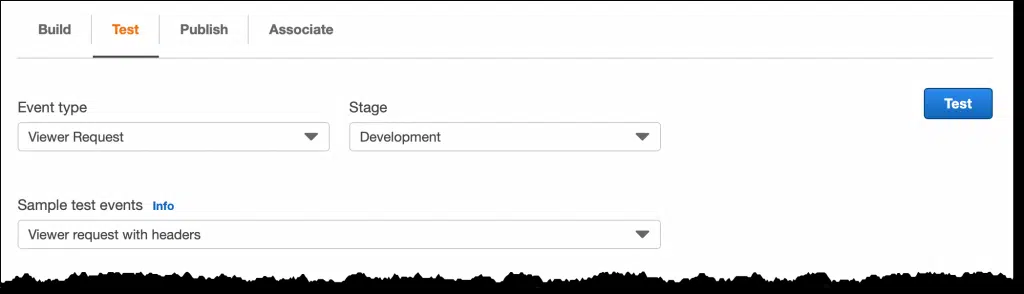 Build Test Publish Associate
Event type Stage Test
Viewer Request Development
Sample test events Info
Viewer request with headers